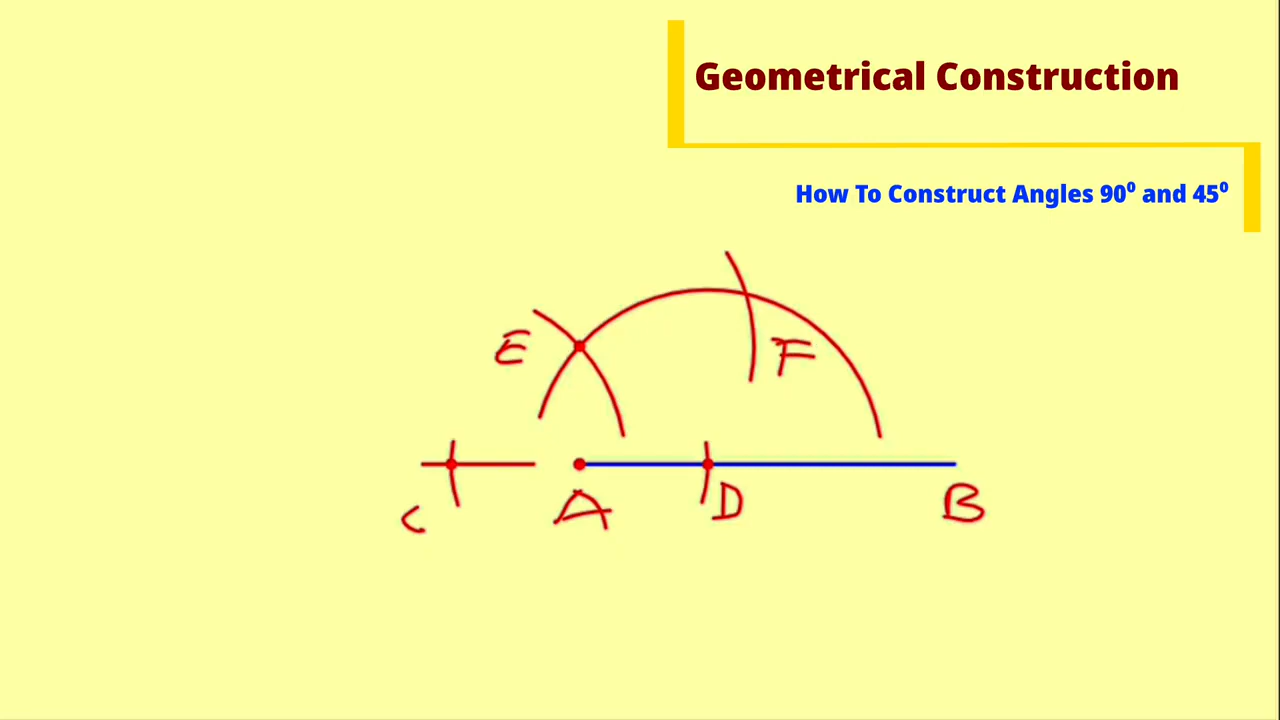 Geometrical Construction
How To Construct Angles 90⁰ and 45⁰
E
F
C
A
D
B